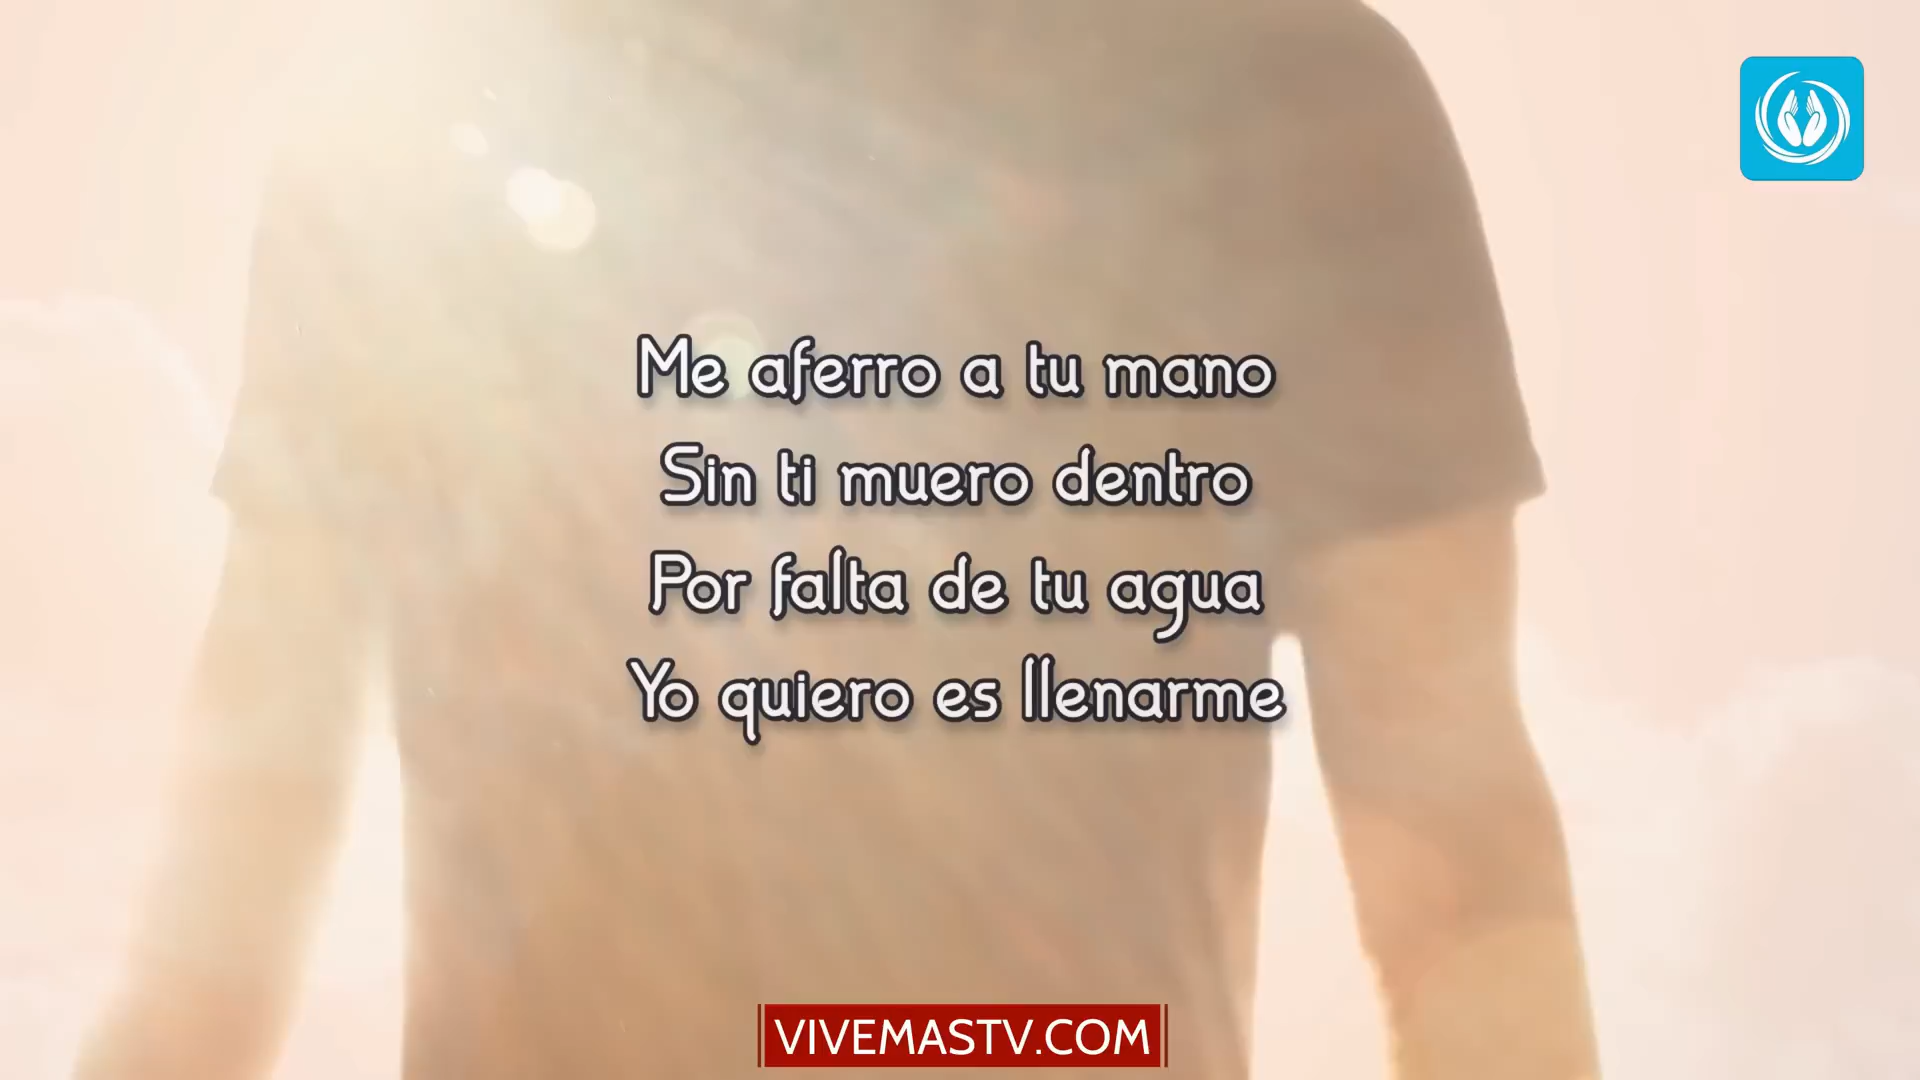 Me aferro a tu mano
Sin ti muero dentro
Por falta de tu agua
Yo quiero es llenarme
VIVEMASTV.COM